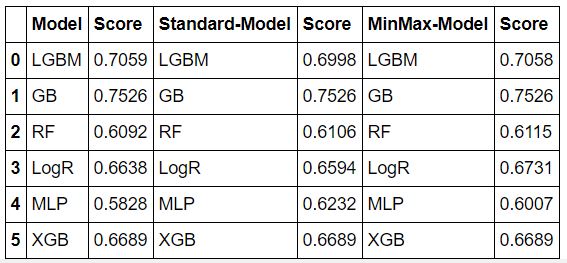 Model Score Standard-Model Score MinMax-Model Score
0 LGBM 0.7059 LGBM 0.6998 LGBM 0.7058
1 GB 0.7526 GB 0.7526 GB 0.7526
2 RF 0.6092 RF 0.6106 RF 0.6115
3 LogR 0.6638 LogR 0.6594 LogR 0.6731
4 MLP 0.5828 MLP 0.6232 MLP 0.6007
5 XGB 0.6689 XGB 0.6689 XGB 0.6689